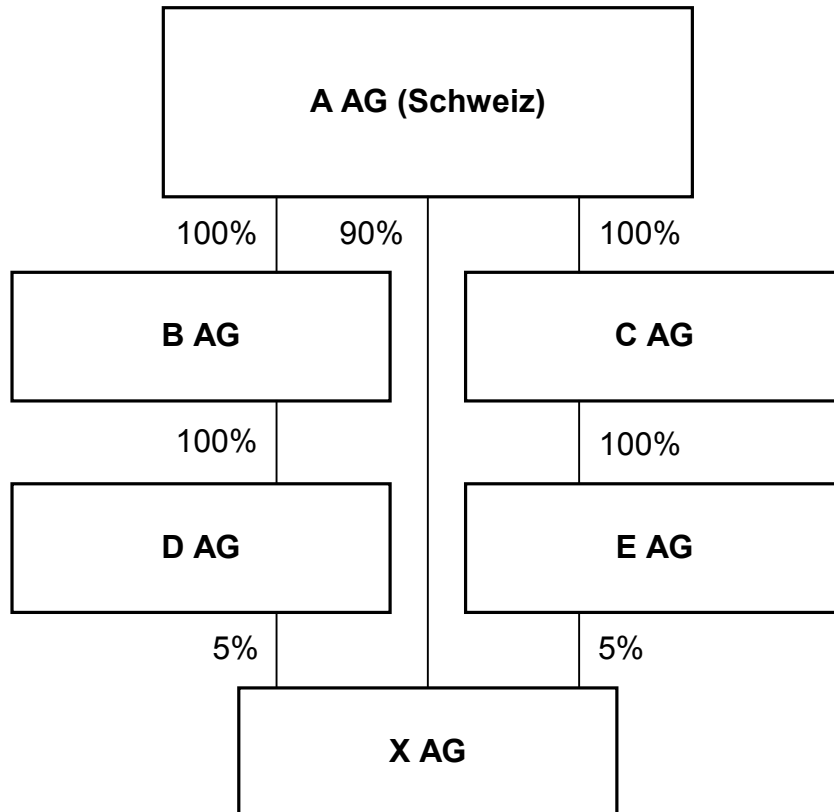 A AG (Schweiz)
100% 90% 100%
B AG C AG
100% 100%
D AG E AG
5% 5%
X AG